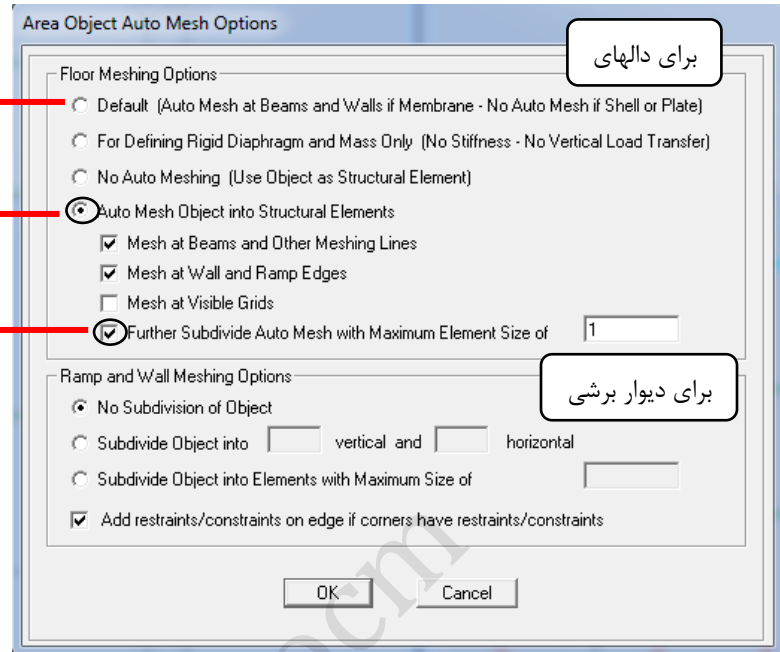 Area Object Auto Mesh Options
برای دالهای
Floor Meshing Options
Default (Auto Mesh at Beams and Walls if Membrane - No Auto Mesh if Shell or Plate)
For Defining Rigid Diaphragm and Mass Only (No Stiffness - No Vertical Load Transfer)
No Auto Meshing (Use Object as Structural Element)
Auto Mesh Object into Structural Elements
Mesh at Beams and Other Meshing Lines
Mesh at Wall and Ramp Edges
Mesh at Visible Grids
Further Subdivide Auto Mesh with Maximum Element Size of 1
Ramp and Wall Meshing Options
برای دیوار برشی
No Subdivision of Object
Subdivide Object into vertical and horizontal
Subdivide Object into Elements with Maximum Size of
Add restraints/constraints on edge if corners have restraints/constraints
OK Cancel